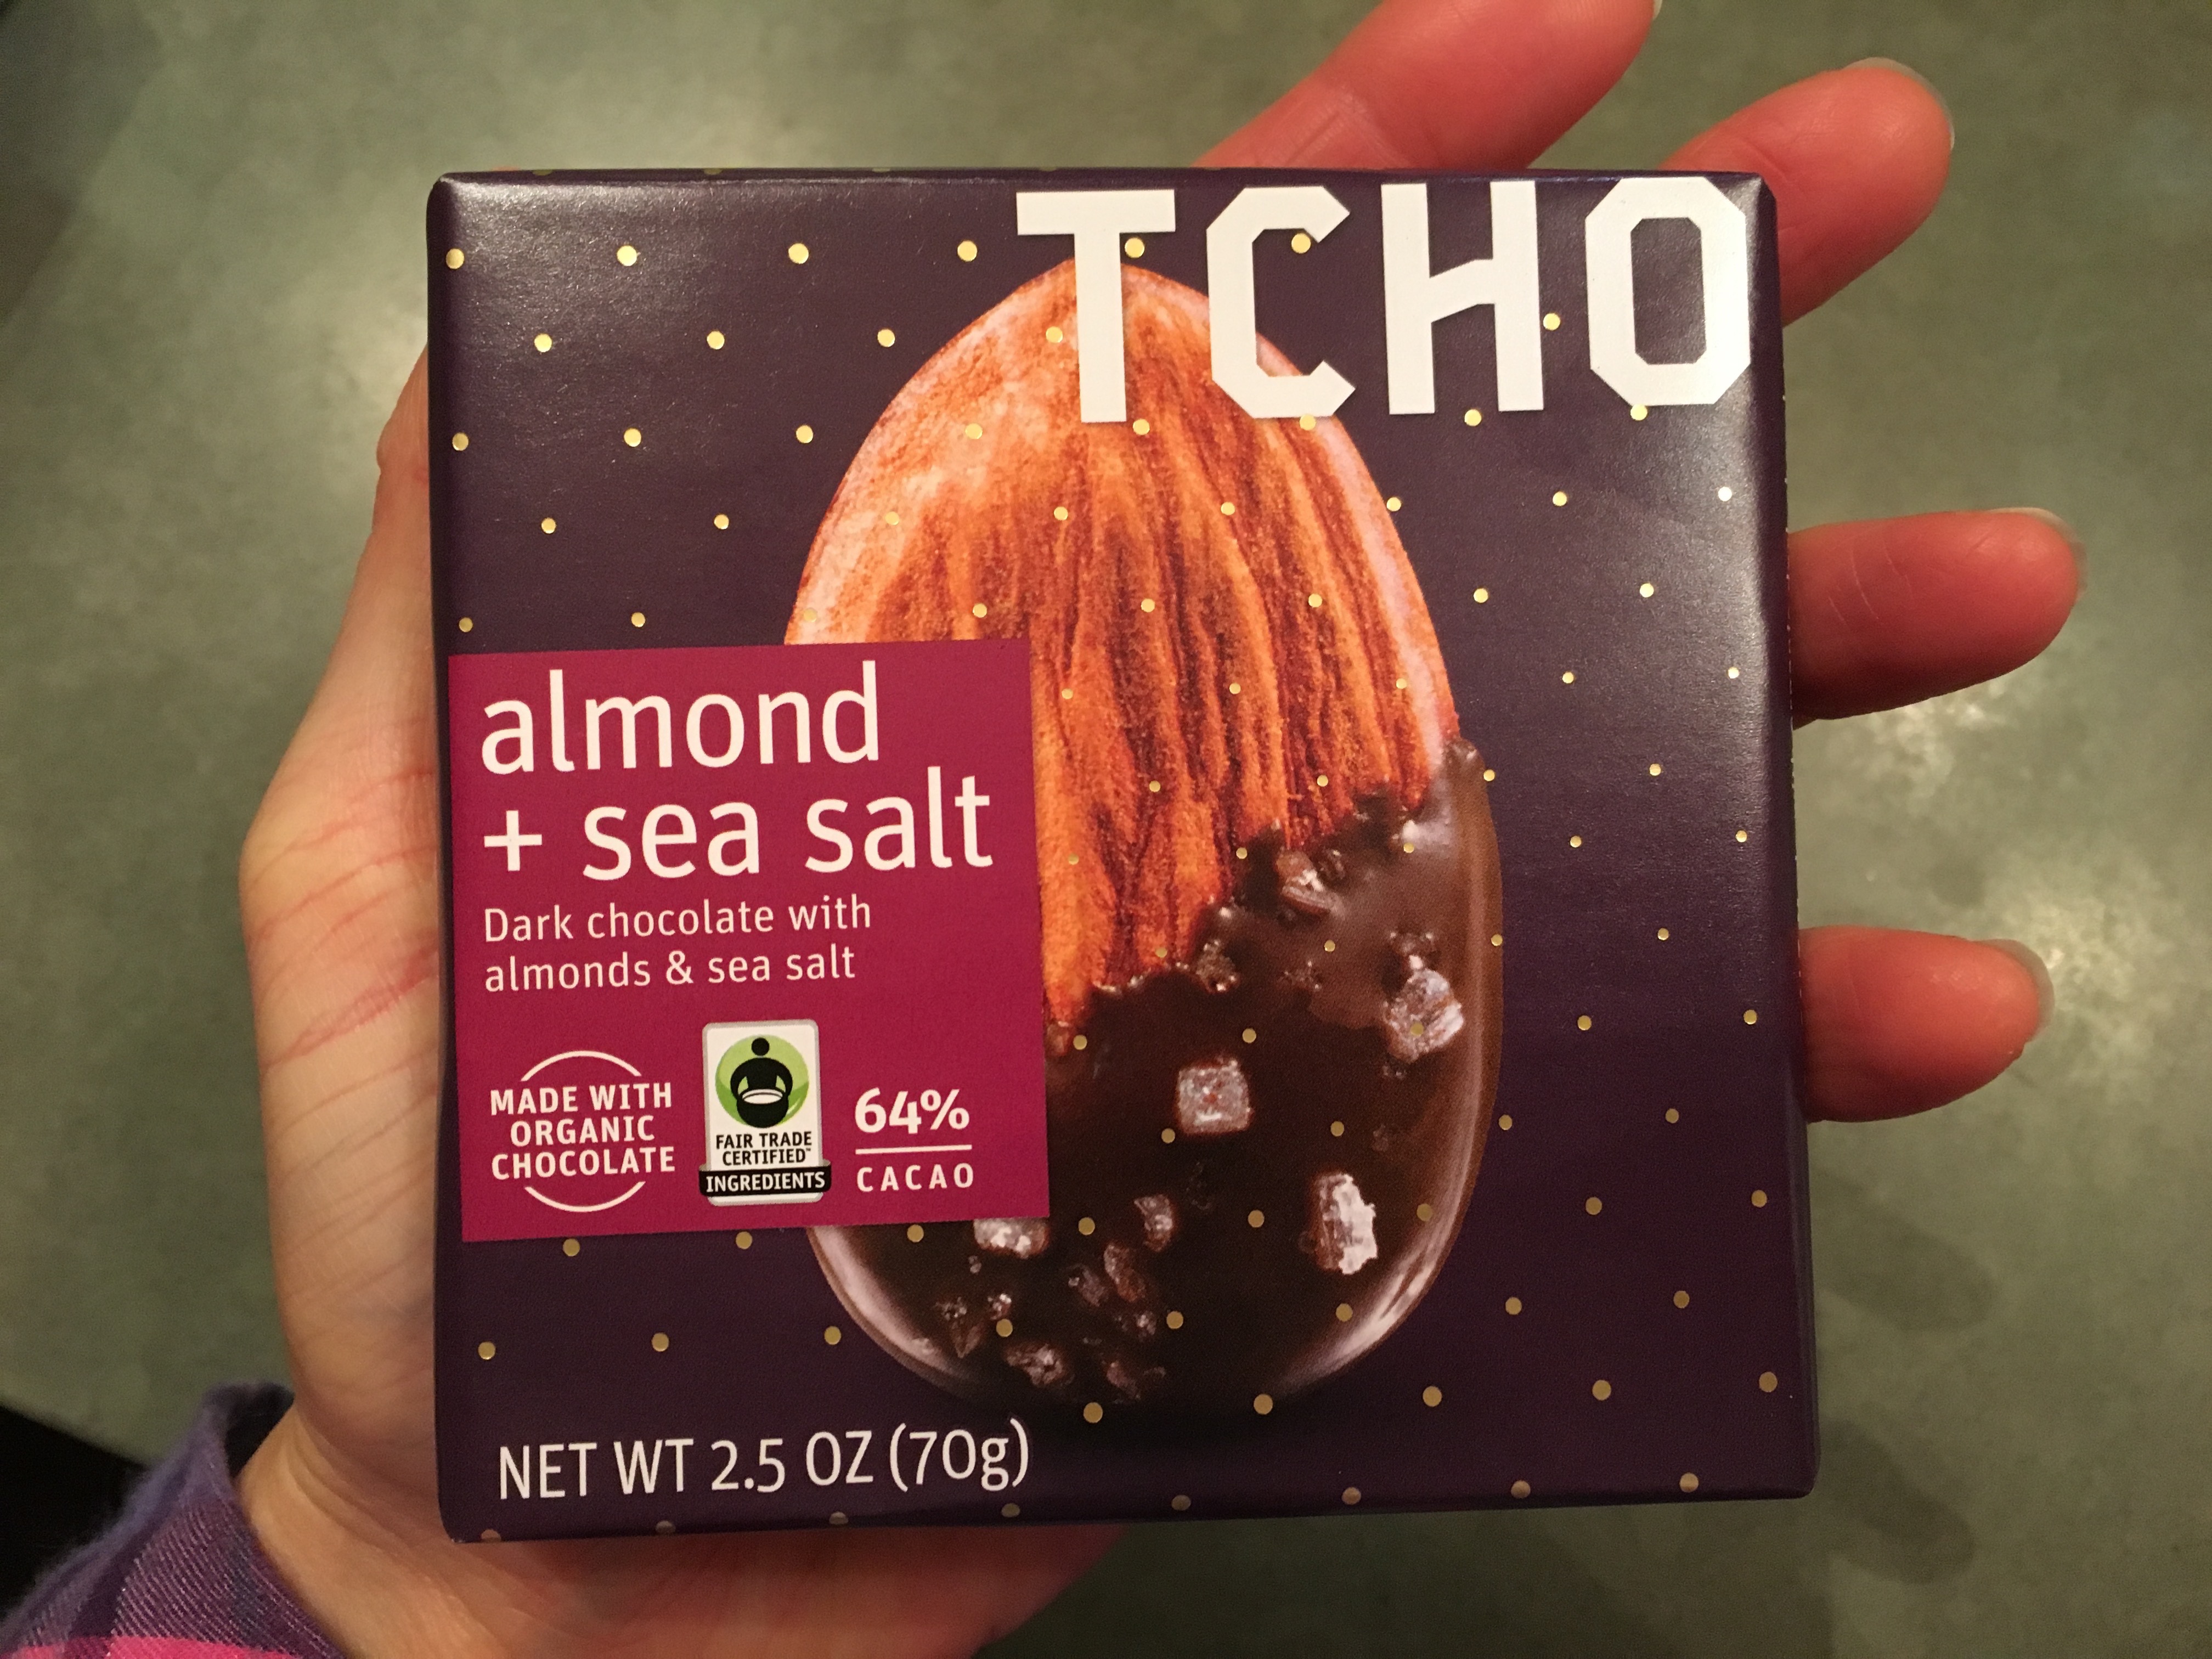 TCHO
almond
+ sea salt
Dark chocolate with
almonds & sea salt
MADE WITH
ORGANIC
CHOCOLATE
FAIR TRADE
CERTIFIED™
INGREDIENTS
64%
CACAO
NET WT 2.5 OZ (70g)